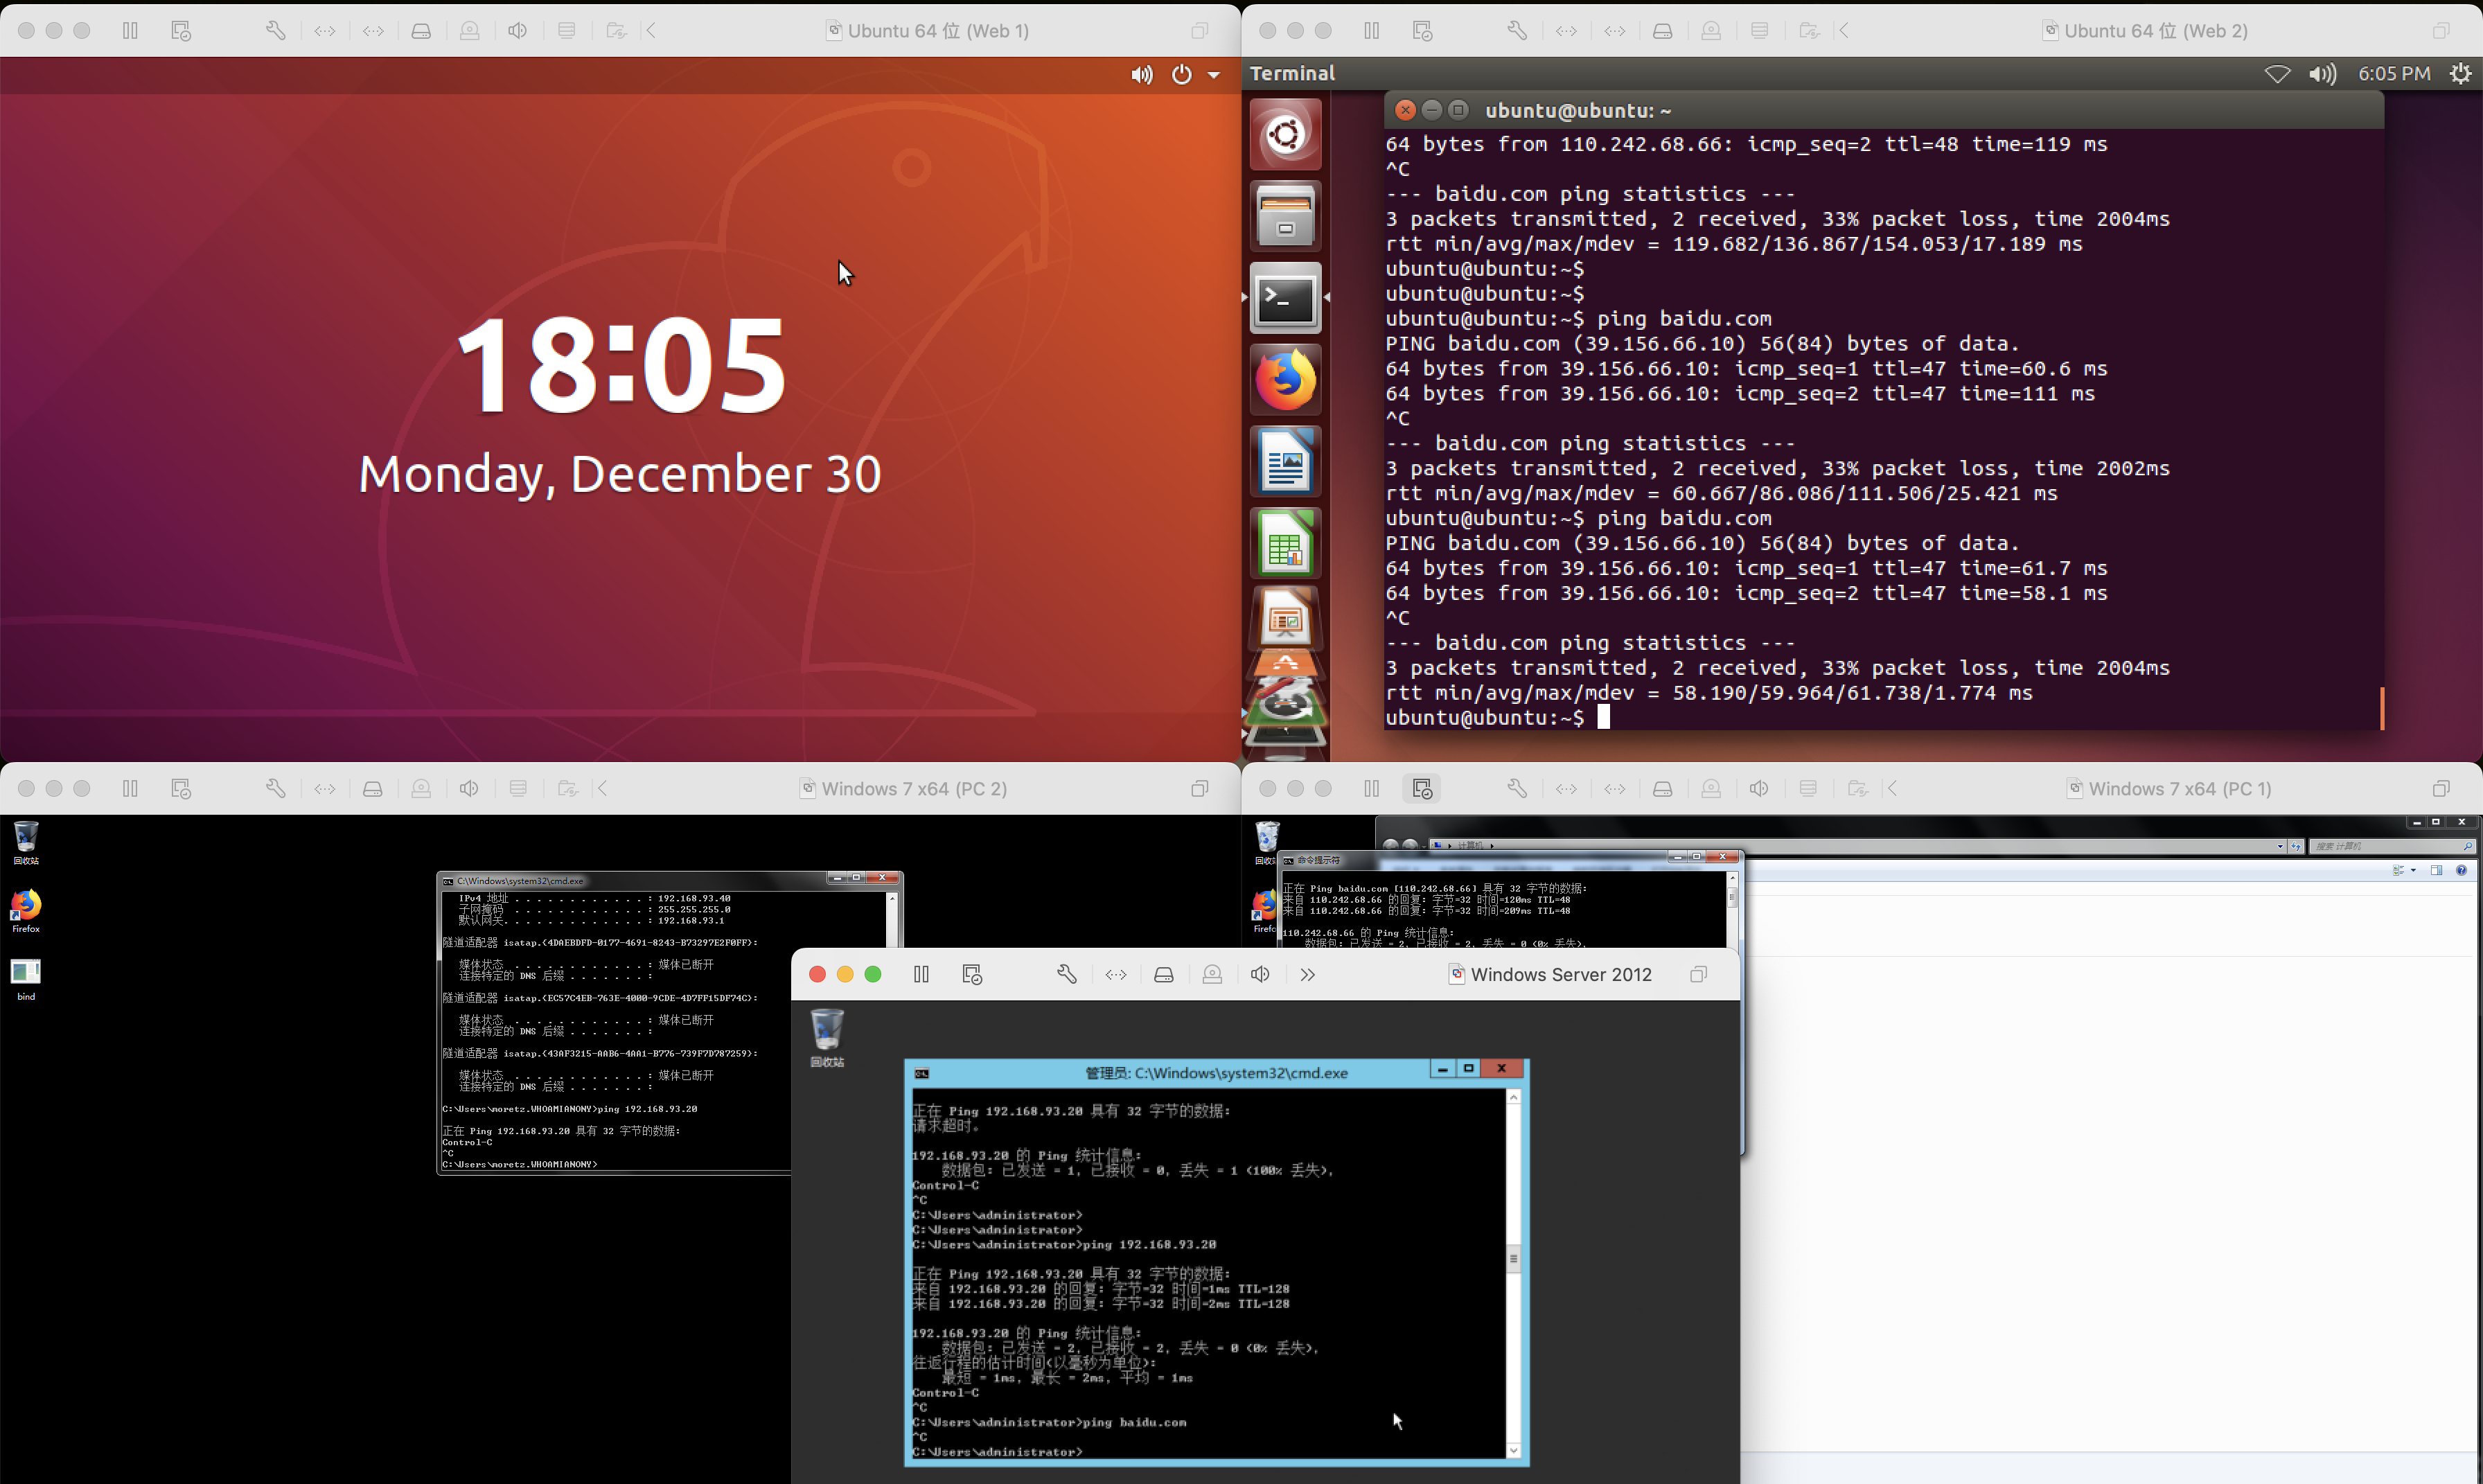 Ubuntu 64 位 (Web 1)
18:05
Monday, December 30
Ubuntu 64 位 (Web 2)
Terminal
6:05 PM
ubuntu@ubuntu: ~
64 bytes from 110.242.68.66: icmp_seq=2 ttl=48 time=119 ms
^C
--- baidu.com ping statistics ---
3 packets transmitted, 2 received, 33% packet loss, time 2004ms
rtt min/avg/max/mdev = 119.682/136.867/154.053/17.189 ms
ubuntu@ubuntu:~$
ubuntu@ubuntu:~$
ubuntu@ubuntu:~$ ping baidu.com
PING baidu.com (39.156.66.10) 56(84) bytes of data.
64 bytes from 39.156.66.10: icmp_seq=1 ttl=47 time=60.6 ms
64 bytes from 39.156.66.10: icmp_seq=2 ttl=47 time=111 ms
^C
--- baidu.com ping statistics ---
3 packets transmitted, 2 received, 33% packet loss, time 2002ms
rtt min/avg/max/mdev = 60.667/86.086/111.506/25.421 ms
ubuntu@ubuntu:~$ ping baidu.com
PING baidu.com (39.156.66.10) 56(84) bytes of data.
64 bytes from 39.156.66.10: icmp_seq=1 ttl=47 time=61.7 ms
64 bytes from 39.156.66.10: icmp_seq=2 ttl=47 time=58.1 ms
^C
--- baidu.com ping statistics ---
3 packets transmitted, 2 received, 33% packet loss, time 2004ms
rtt min/avg/max/mdev = 58.190/59.964/61.738/1.774 ms
ubuntu@ubuntu:~$
Windows 7 x64 (PC 2)
回收站
Firefox
bind
C:\Windows\system32\cmd.exe
IPv4 地址 . . . . . . . . . . . . : 192.168.93.40
子网掩码 . . . . . . . . . . . . : 255.255.255.0
默认网关. . . . . . . . . . . . . : 192.168.93.1
隧道适配器 isatap.{4DAEBDFD-0177-4691-8243-B73297E2F0FF}:
媒体状态 . . . . . . . . . . . . : 媒体已断开
连接特定的 DNS 后缀 . . . . . . . :
隧道适配器 isatap.{EC57C4EB-763E-4000-9CDE-4D7FF15DF74C}:
媒体状态 . . . . . . . . . . . . : 媒体已断开
连接特定的 DNS 后缀 . . . . . . . :
隧道适配器 isatap.{43AF3215-AAB6-4AA1-B776-739F7D787259}:
媒体状态 . . . . . . . . . . . . : 媒体已断开
连接特定的 DNS 后缀 . . . . . . . :
C:\Users\moretz.WHOAMIANONY>ping 192.168.93.20
正在 Ping 192.168.93.20 具有 32 字节的数据:
Control-C
^C
C:\Users\moretz.WHOAMIANONY>
Windows 7 x64 (PC 1)
计算机
搜索 计算机
命令提示符
正在 Ping baidu.com [110.242.68.66] 具有 32 字节的数据:
来自 110.242.68.66 的回复: 字节=32 时间=120ms TTL=48
来自 110.242.68.66 的回复: 字节=32 时间=209ms TTL=48
110.242.68.66 的 Ping 统计信息:
数据包: 已发送 = 2, 已接收 = 2, 丢失 = 0 (0% 丢失),
Windows Server 2012
回收站
管理员: C:\Windows\system32\cmd.exe
正在 Ping 192.168.93.20 具有 32 字节的数据:
请求超时。
192.168.93.20 的 Ping 统计信息:
数据包: 已发送 = 1, 已接收 = 0, 丢失 = 1 (100% 丢失),
Control-C
^C
C:\Users\administrator>
C:\Users\administrator>
C:\Users\administrator>ping 192.168.93.20
正在 Ping 192.168.93.20 具有 32 字节的数据:
来自 192.168.93.20 的回复: 字节=32 时间=1ms TTL=128
来自 192.168.93.20 的回复: 字节=32 时间=2ms TTL=128
192.168.93.20 的 Ping 统计信息:
数据包: 已发送 = 2, 已接收 = 2, 丢失 = 0 (0% 丢失),
往返行程的估计时间(以毫秒为单位):
最短 = 1ms, 最长 = 2ms, 平均 = 1ms
Control-C
^C
C:\Users\administrator>ping baidu.com
^C
C:\Users\administrator>